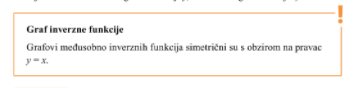 Graf inverzne funkcije
Grafovi međusobno inverznih funkcija simetrični su s obzirom na pravac
y = x.